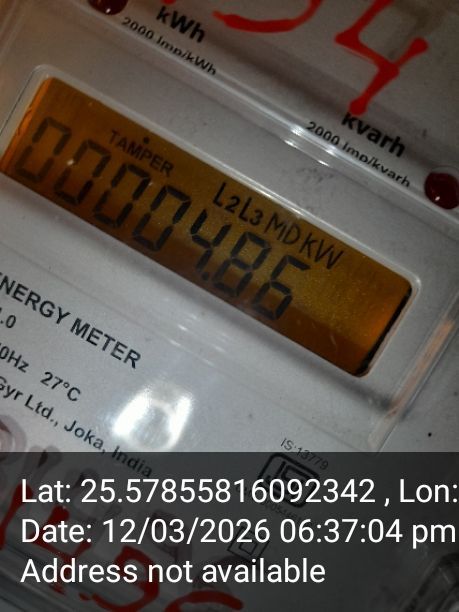 kWh
2000 Imp/kWh
kvarh
2000 Imp/kvarh
TAMPER L2L3 MD KW
00004.86
ENERGY METER
27°C
Gyr Ltd., Joka, India
IS:13779
Lat: 25.57855816092342 , Lon:
Date: 12/03/2026 06:37:04 pm
Address not available